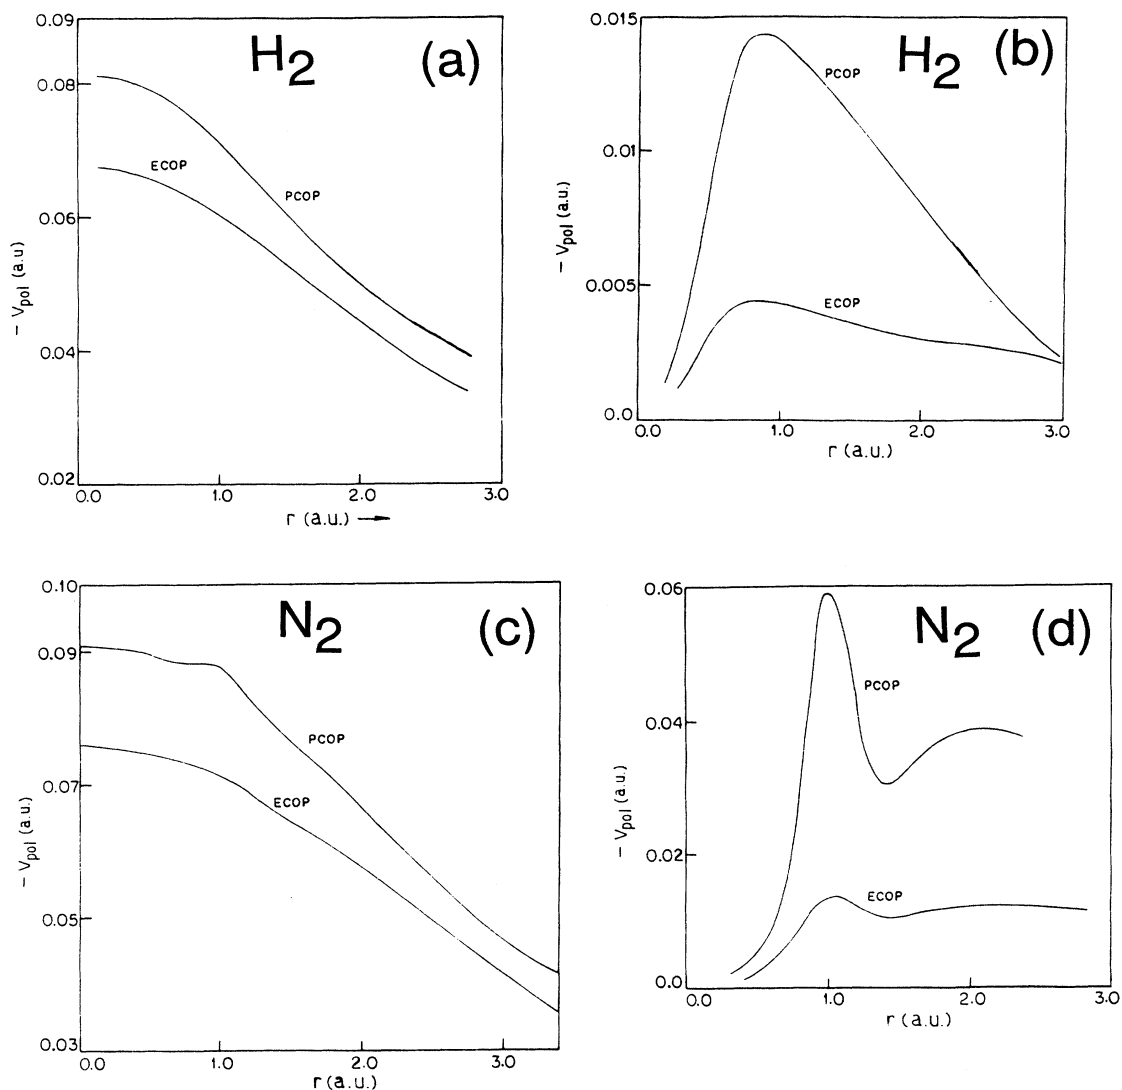 H2 (a)
0.09
0.08
0.06
0.04
0.02
ECOP
PCOP
- Vpol (a.u)
0.0 1.0 2.0 3.0
r (a.u.)
H2 (b)
0.015
0.01
0.005
0.0
PCOP
ECOP
- Vpol (a.u.)
0.0 1.0 2.0 3.0
r (a.u.)
N2 (c)
0.10
0.09
0.07
0.05
0.03
PCOP
ECOP
- Vpol (a.u.)
0.0 1.0 2.0 3.0
r (a.u.)
N2 (d)
0.06
0.04
0.02
0.0
PCOP
ECOP
- Vpol (a.u.)
0.0 1.0 2.0 3.0
r (a.u.)